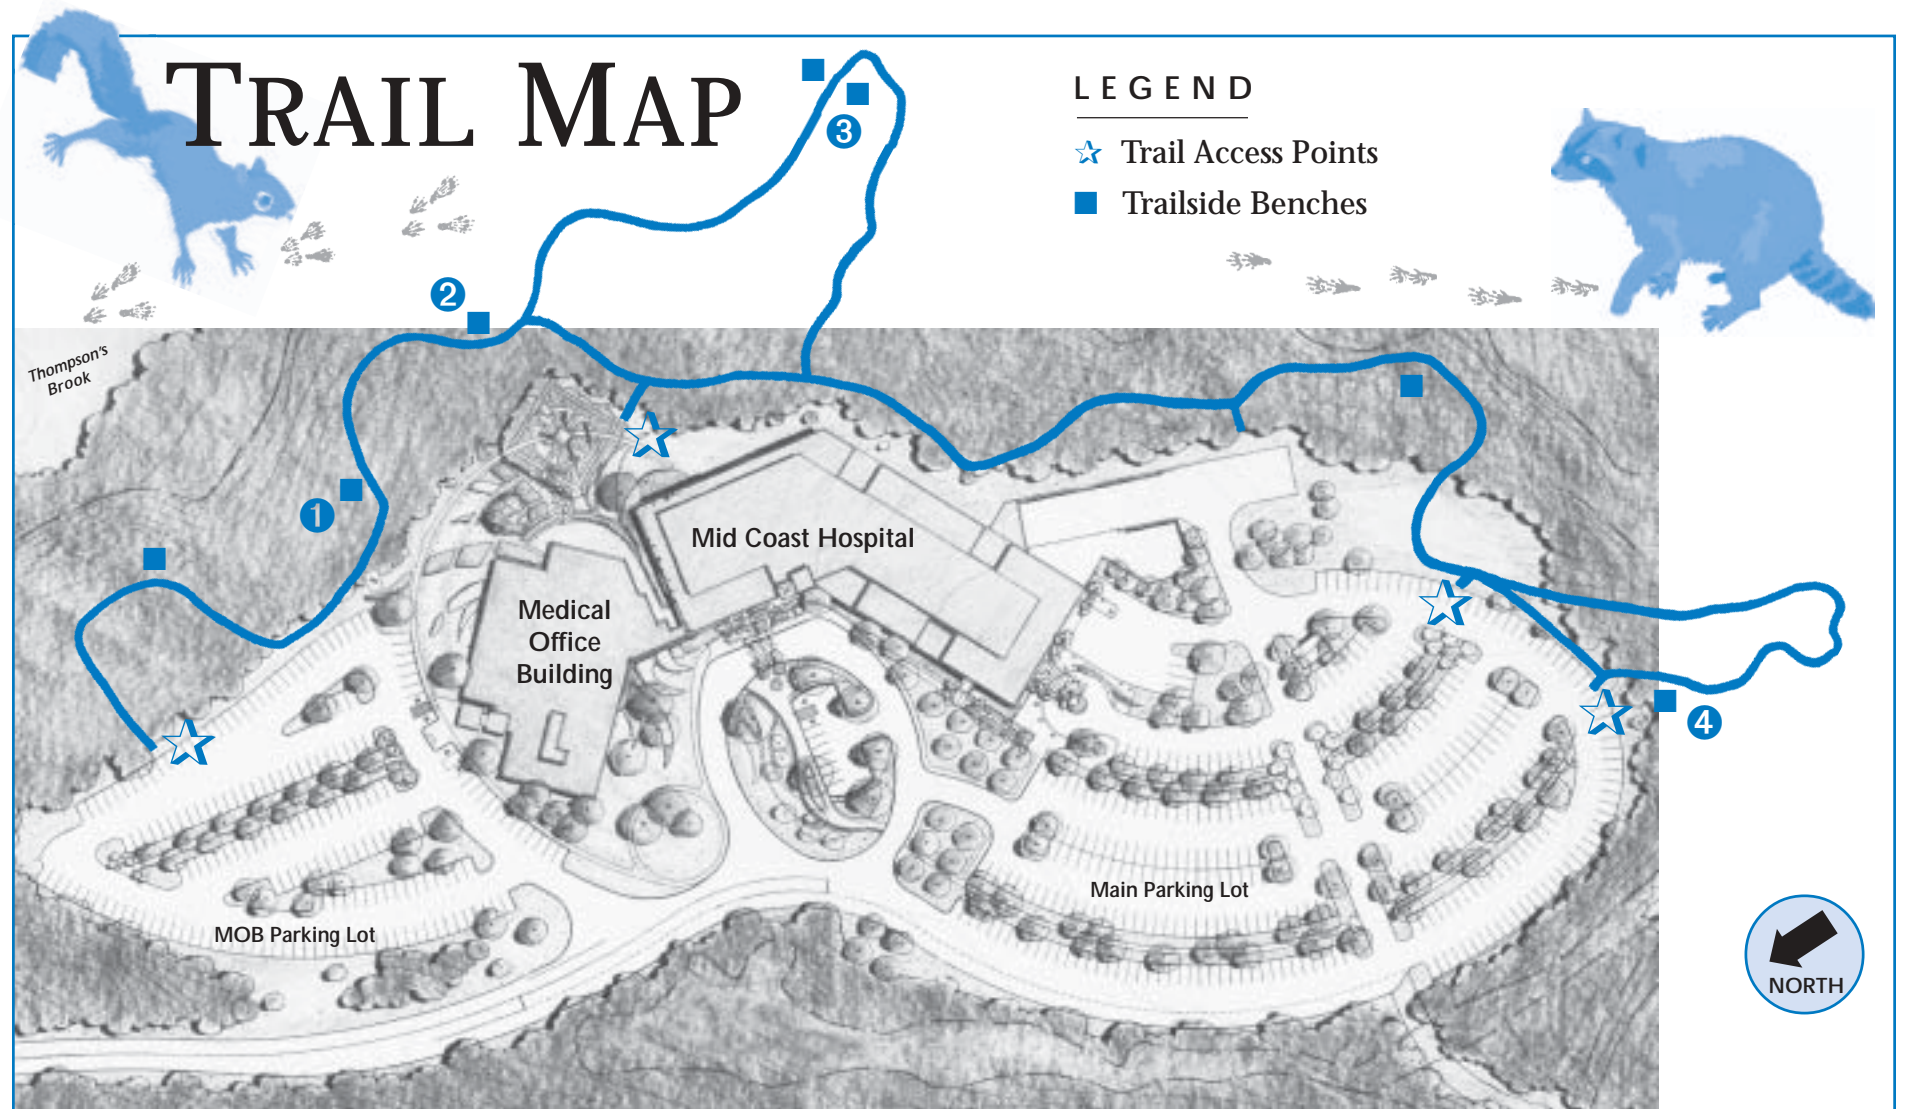 TRAIL MAP
LEGEND
Trail Access Points
Trailside Benches
3
2
Thompson's
Brook
1
Mid Coast Hospital
Medical
Office
Building
4
Main Parking Lot
MOB Parking Lot
NORTH